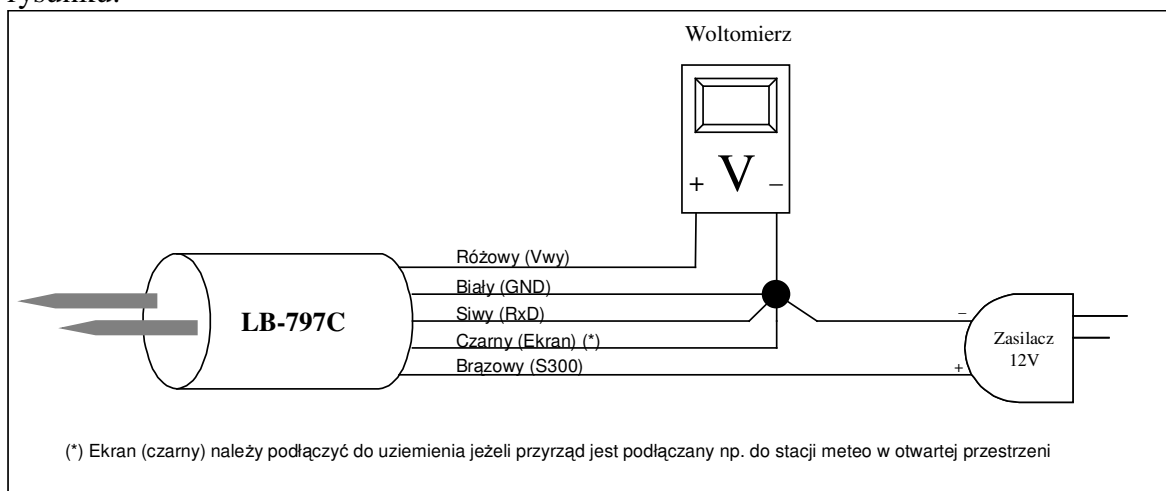 rysunku.
Woltomierz
V
+ −
Różowy (Vwy)
Biały (GND)
Siwy (RxD)
Czarny (Ekran) (*)
Brązowy (S300)
LB-797C
−
+
Zasilacz
12V
(*) Ekran (czarny) należy podłączyć do uziemienia jeżeli przyrząd jest podłączany np. do stacji meteo w otwartej przestrzeni